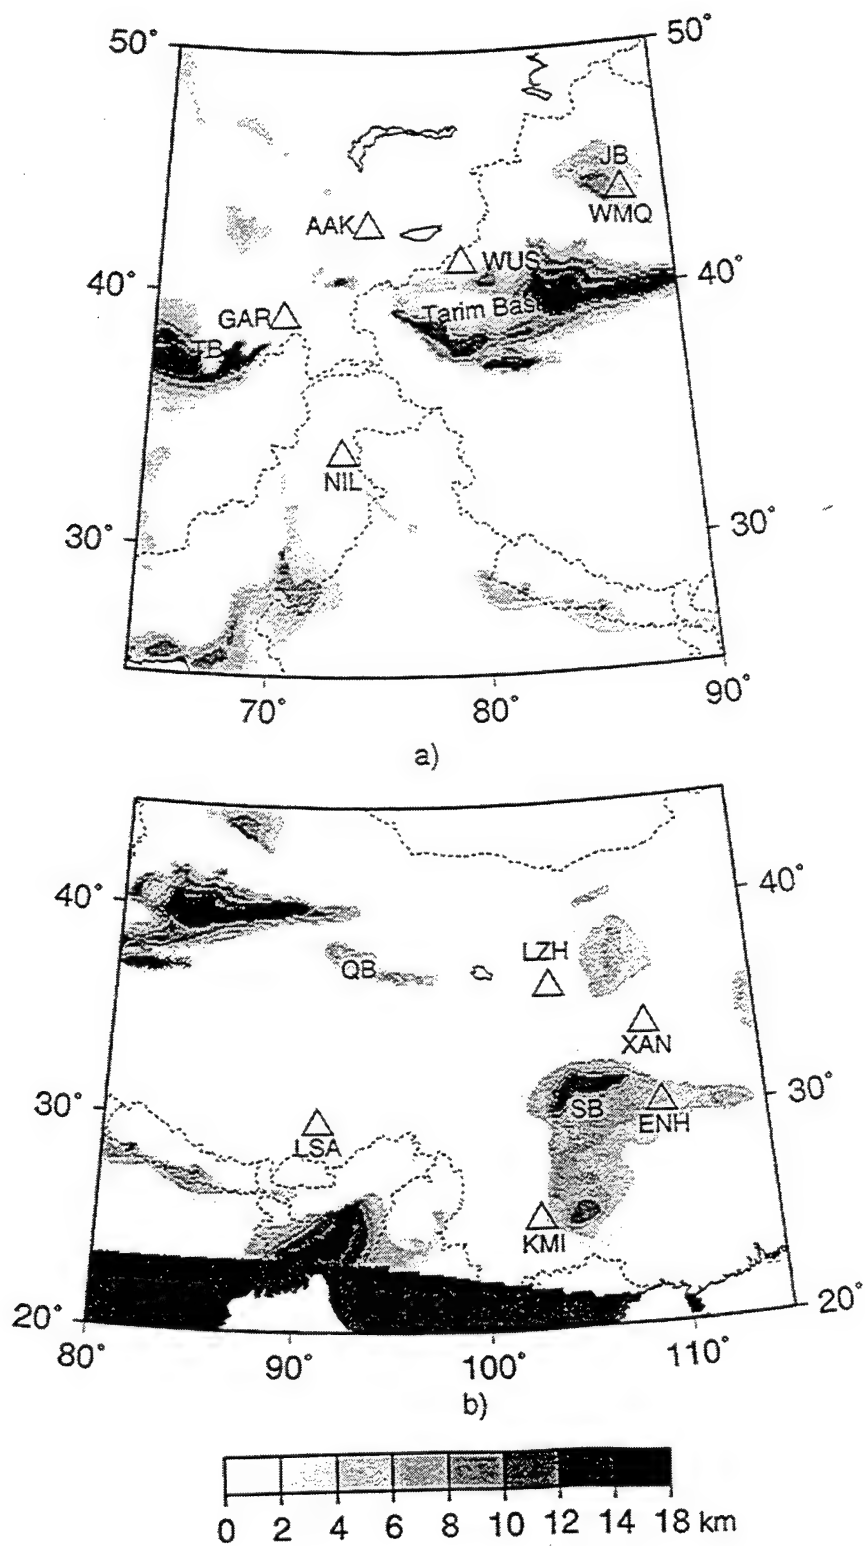 50° 50°
JB
WMQ
AAK
WUS
40° 40°
Tarim Bas
GAR
TB
NIL
30° 30°
70° 80° 90°
a)
40° 40°
LZH
QB
XAN
30° 30°
SB
ENH
LSA
KMI
20° 20°
80° 90° 100° 110°
b)
0 2 4 6 8 10 12 14 18 km